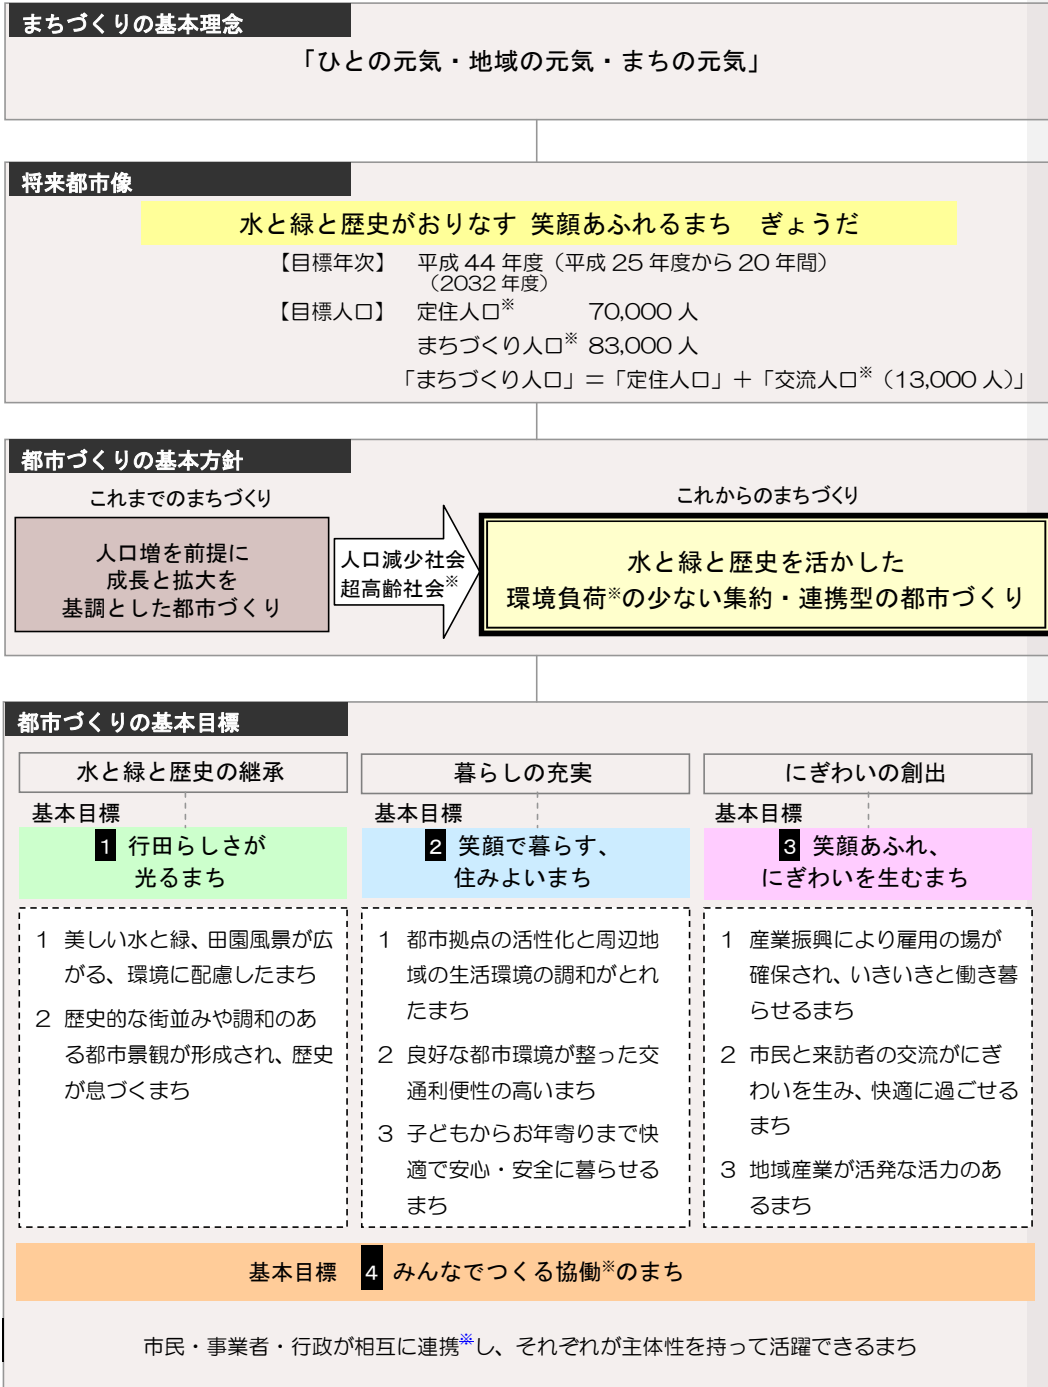 まちづくりの基本理念
「ひとの元気・地域の元気・まちの元気」
将来都市像
水と緑と歴史がおりなす 笑顔あふれるまち　ぎょうだ
【目標年次】　平成 44 年度（平成 25 年度から 20 年間）
（2032 年度）
【目標人口】　定住人口※　70,000 人
まちづくり人口※ 83,000 人
「まちづくり人口」＝「定住人口」＋「交流人口※（13,000 人）」
都市づくりの基本方針
これまでのまちづくり
人口増を前提に
成長と拡大を
基調とした都市づくり
人口減少社会
超高齢社会※
これからのまちづくり
水と緑と歴史を活かした
環境負荷※の少ない集約・連携型の都市づくり
都市づくりの基本目標
水と緑と歴史の継承
基本目標
1 行田らしさが
光るまち
1 美しい水と緑、田園風景が広
がる、環境に配慮したまち
2 歴史的な街並みや調和のあ
る都市景観が形成され、歴史
が息づくまち
暮らしの充実
基本目標
2 笑顔で暮らす、
住みよいまち
1 都市拠点の活性化と周辺地
域の生活環境の調和がとれ
たまち
2 良好な都市環境が整った交
通利便性の高いまち
3 子どもからお年寄りまで快
適で安心・安全に暮らせる
まち
にぎわいの創出
基本目標
3 笑顔あふれ、
にぎわいを生むまち
1 産業振興により雇用の場が
確保され、いきいきと働き暮
らせるまち
2 市民と来訪者の交流がにぎ
わいを生み、快適に過ごせる
まち
3 地域産業が活発な活力のあ
るまち
基本目標　4 みんなでつくる協働※のまち
市民・事業者・行政が相互に連携※し、それぞれが主体性を持って活躍できるまち